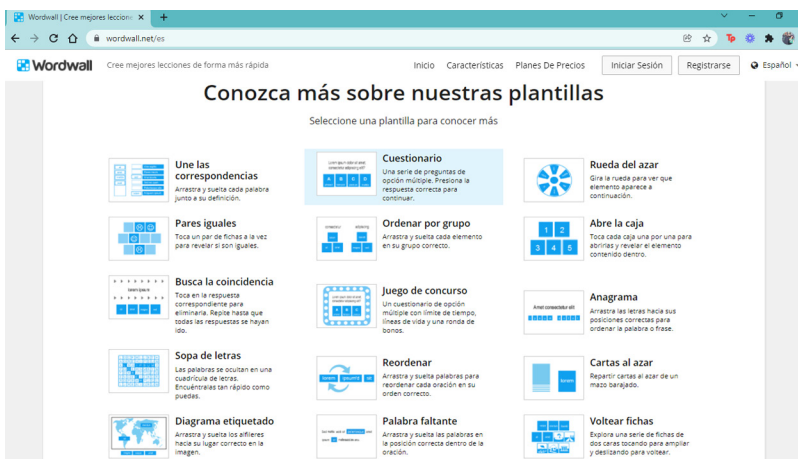 Wordwall | Cree mejores leccion
wordwall.net/es
Wordwall
Cree mejores lecciones de forma más rápida
Inicio
Características
Planes De Precios
Iniciar Sesión
Registrarse
Español
Conozca más sobre nuestras plantillas
Seleccione una plantilla para conocer más
Une las
correspondencias
Arrastra y suelta cada palabra
junto a su definición.
Cuestionario
Una serie de preguntas de
opción múltiple. Presiona la
respuesta correcta para
continuar.
Rueda del azar
Gira la rueda para ver que
elemento aparece a
continuación.
Pares iguales
Toca un par de fichas a la vez
para revelar si son iguales.
Ordenar por grupo
Arrastra y suelta cada elemento
en su grupo correcto.
Abre la caja
Toca cada caja una por una para
abrirlas y revelar el elemento
contenido dentro.
1 2
3 4 5
Busca la coincidencia
Toca en la respuesta
correspondiente para
eliminarla. Repite hasta que
todas las respuestas se hayan
ido.
Juego de concurso
Un cuestionario de opción
múltiple con límite de tiempo,
líneas de vida y una ronda de
bonos.
Anagrama
Arrastra las letras hacia sus
posiciones correctas para
ordenar la palabra o frase.
Sopa de letras
Las palabras se ocultan en una
cuadrícula de letras.
Encuéntralas tan rápido como
puedas.
Reordenar
Arrastra y suelta palabras para
reordenar cada oración en su
orden correcto.
Cartas al azar
Repartir cartas al azar de un
mazo barajado.
Diagrama etiquetado
Arrastra y suelta los alfileres
hacia su lugar correcto en la
imagen.
Palabra faltante
Arrastra y suelta las palabras en
la posición correcta dentro de la
oración.
Voltear fichas
Explora una serie de fichas de
dos caras tocando para ampliar
y deslizando para voltear.